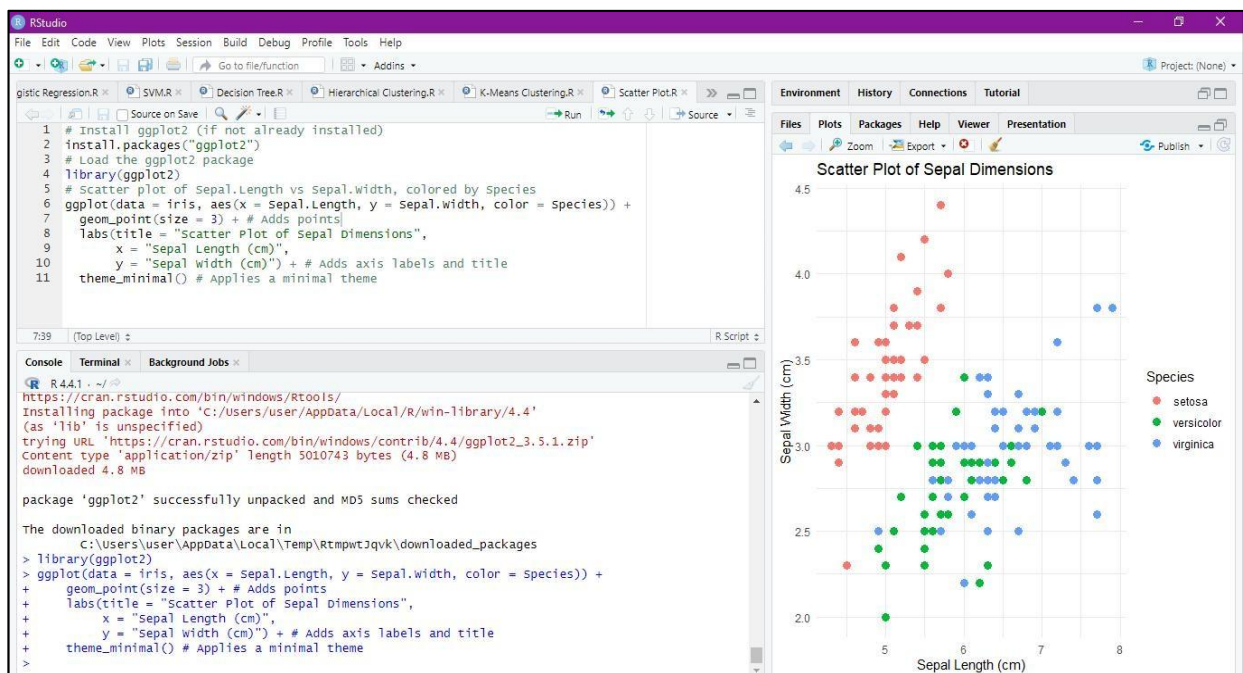 RStudio
File Edit Code View Plots Session Build Debug Profile Tools Help
Go to file/function Addins Project: (None)
gistic Regression.R SVM.R Decision Tree.R Hierarchical Clustering.R K-Means Clustering.R Scatter Plot.R
Source on Save Run Source
1 # Install ggplot2 (if not already installed)
2 install.packages("ggplot2")
3 # Load the ggplot2 package
4 library(ggplot2)
5 # Scatter plot of Sepal.Length vs Sepal.Width, colored by Species
6 ggplot(data = iris, aes(x = Sepal.Length, y = Sepal.Width, color = Species)) +
7 geom_point(size = 3) + # Adds points
8 labs(title = "Scatter Plot of Sepal Dimensions",
9 x = "Sepal Length (cm)",
10 y = "Sepal Width (cm)") + # Adds axis labels and title
11 theme_minimal() # Applies a minimal theme
7:39 (Top Level) R Script
Console Terminal Background Jobs
R 4.4.1 · ~/
https://cran.rstudio.com/bin/windows/Rtools/
Installing package into ‘C:/Users/user/AppData/Local/R/win-library/4.4’
(as ‘lib’ is unspecified)
trying URL 'https://cran.rstudio.com/bin/windows/contrib/4.4/ggplot2_3.5.1.zip'
Content type 'application/zip' length 5010743 bytes (4.8 MB)
downloaded 4.8 MB
package ‘ggplot2’ successfully unpacked and MD5 sums checked
The downloaded binary packages are in
C:\Users\user\AppData\Local\Temp\RtmpwtJqvk\downloaded_packages
> library(ggplot2)
> ggplot(data = iris, aes(x = Sepal.Length, y = Sepal.Width, color = Species)) +
+ geom_point(size = 3) + # Adds points
+ labs(title = "Scatter Plot of Sepal Dimensions",
+ x = "Sepal Length (cm)",
+ y = "Sepal Width (cm)") + # Adds axis labels and title
+ theme_minimal() # Applies a minimal theme
>
Environment History Connections Tutorial
Files Plots Packages Help Viewer Presentation
Zoom Export Publish
Scatter Plot of Sepal Dimensions
4.5
4.0
3.5
3.0
2.5
2.0
Sepal Width (cm)
5 6 7 8
Sepal Length (cm)
Species
setosa
versicolor
virginica